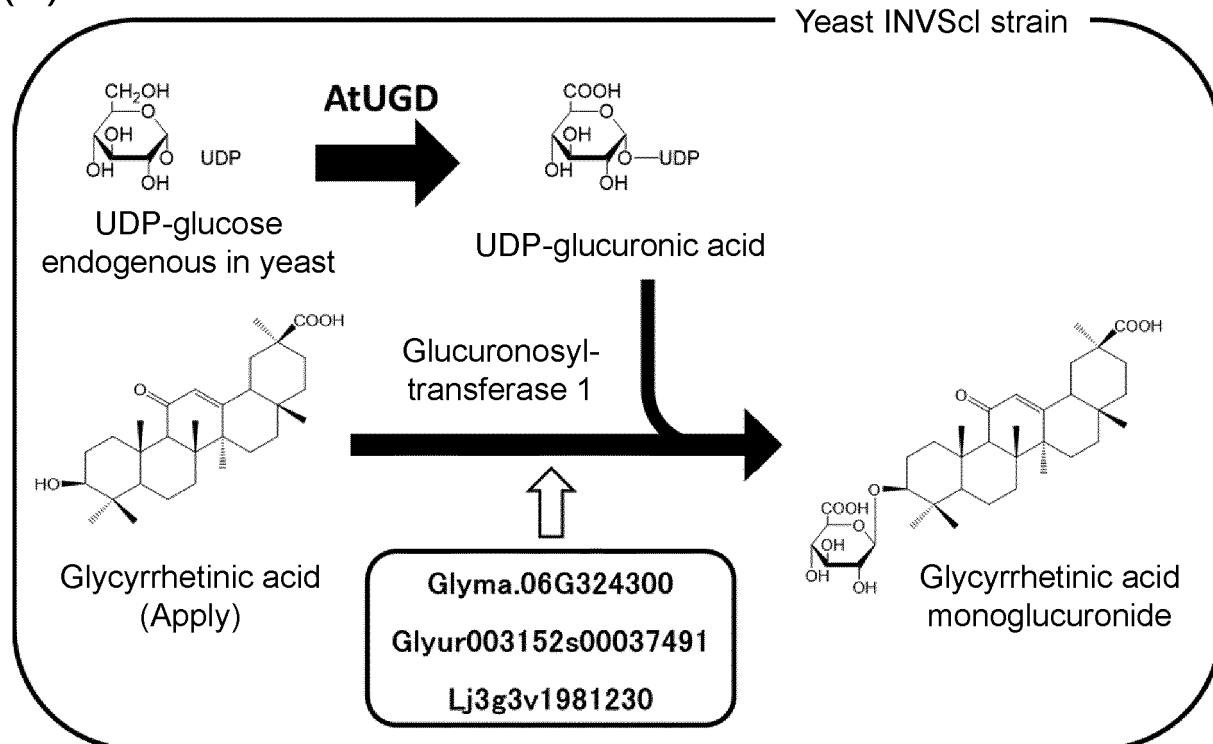 Yeast INVScl strain
AtUGD
CH2OH
O
OH
OH
O
UDP
OH
COOH
O
OH
OH
O—UDP
OH
UDP-glucose
endogenous in yeast
UDP-glucuronic acid
COOH
O
HO
Glucuronosyl-
transferase 1
COOH
O
O
COOH
O
OH
OH
OH
Glycyrrhetinic acid
(Apply)
Glyma.06G324300
Glyur003152s00037491
Lj3g3v1981230
Glycyrrhetinic acid
monoglucuronide